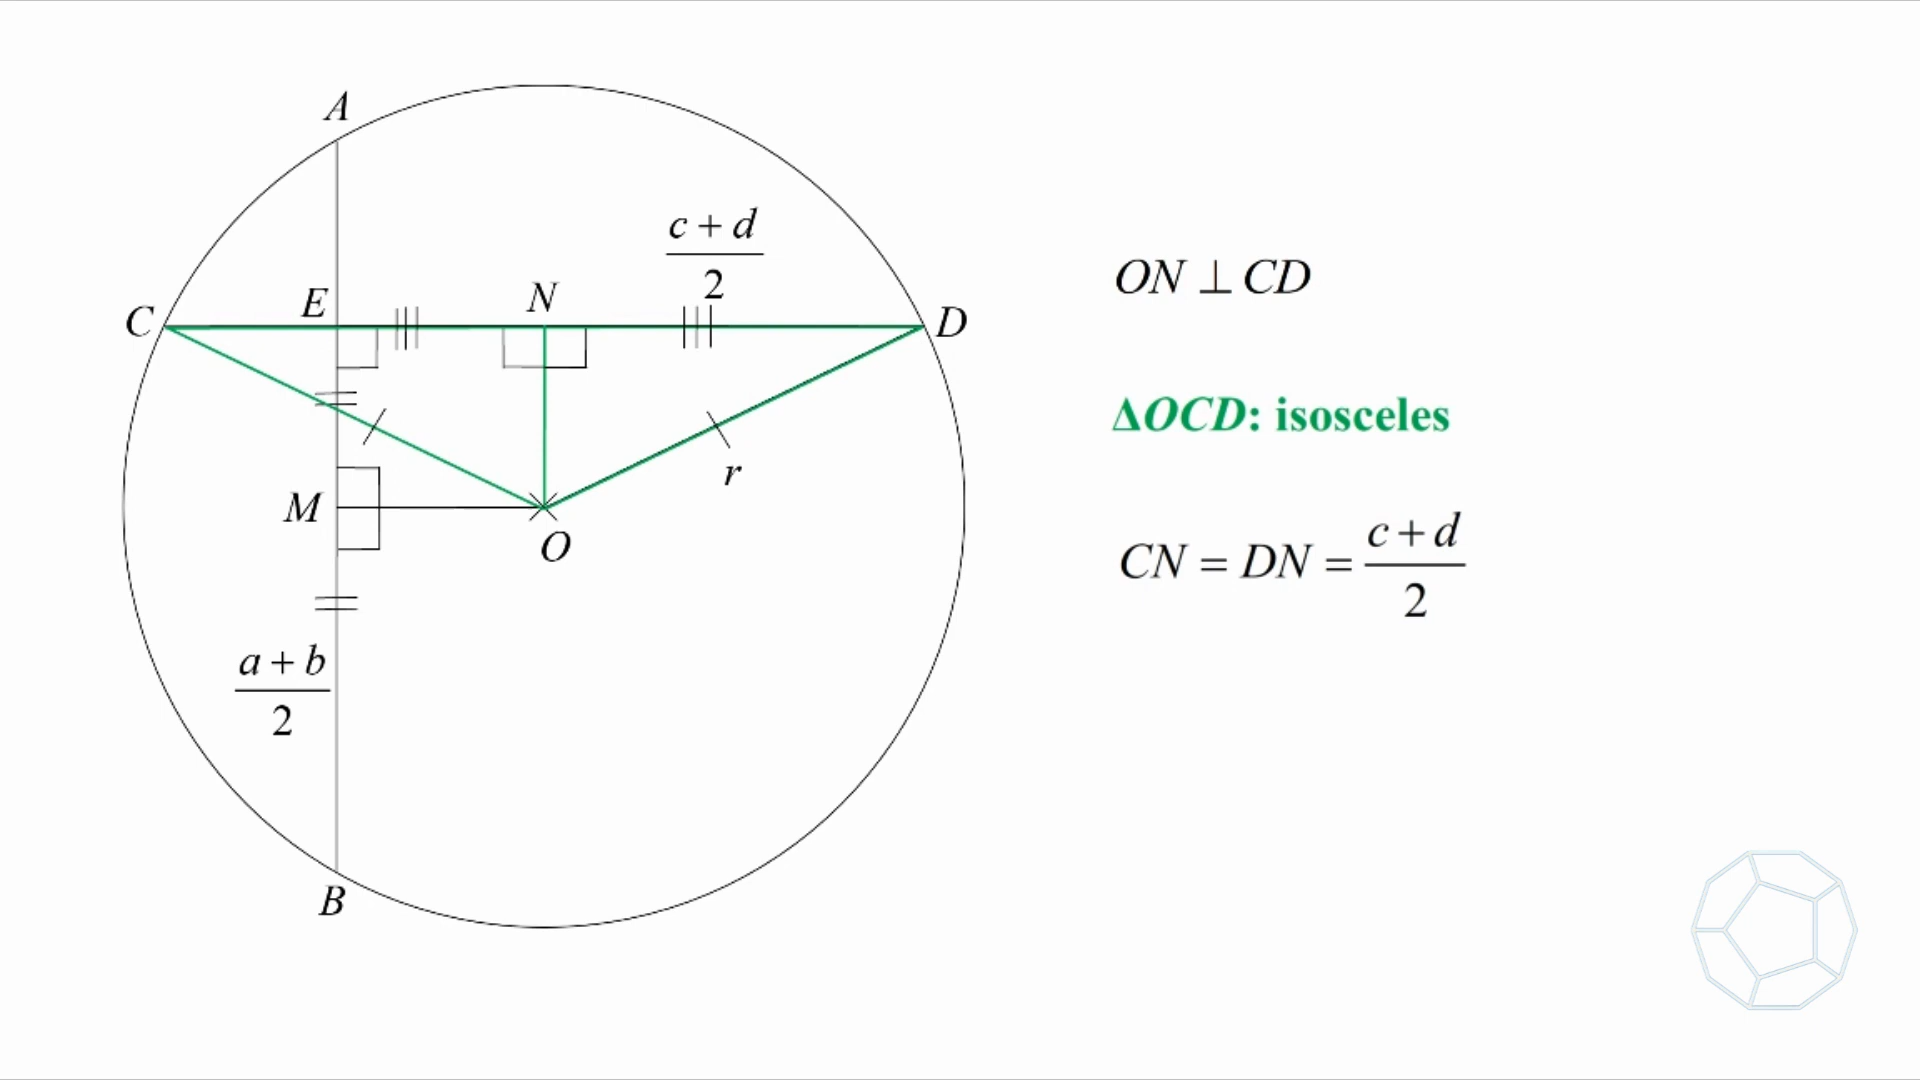 A
c + d
2
C
E
N
D
M
O
r
a + b
2
B
ON ⊥ CD
ΔOCD: isosceles
CN = DN = (c + d)/2